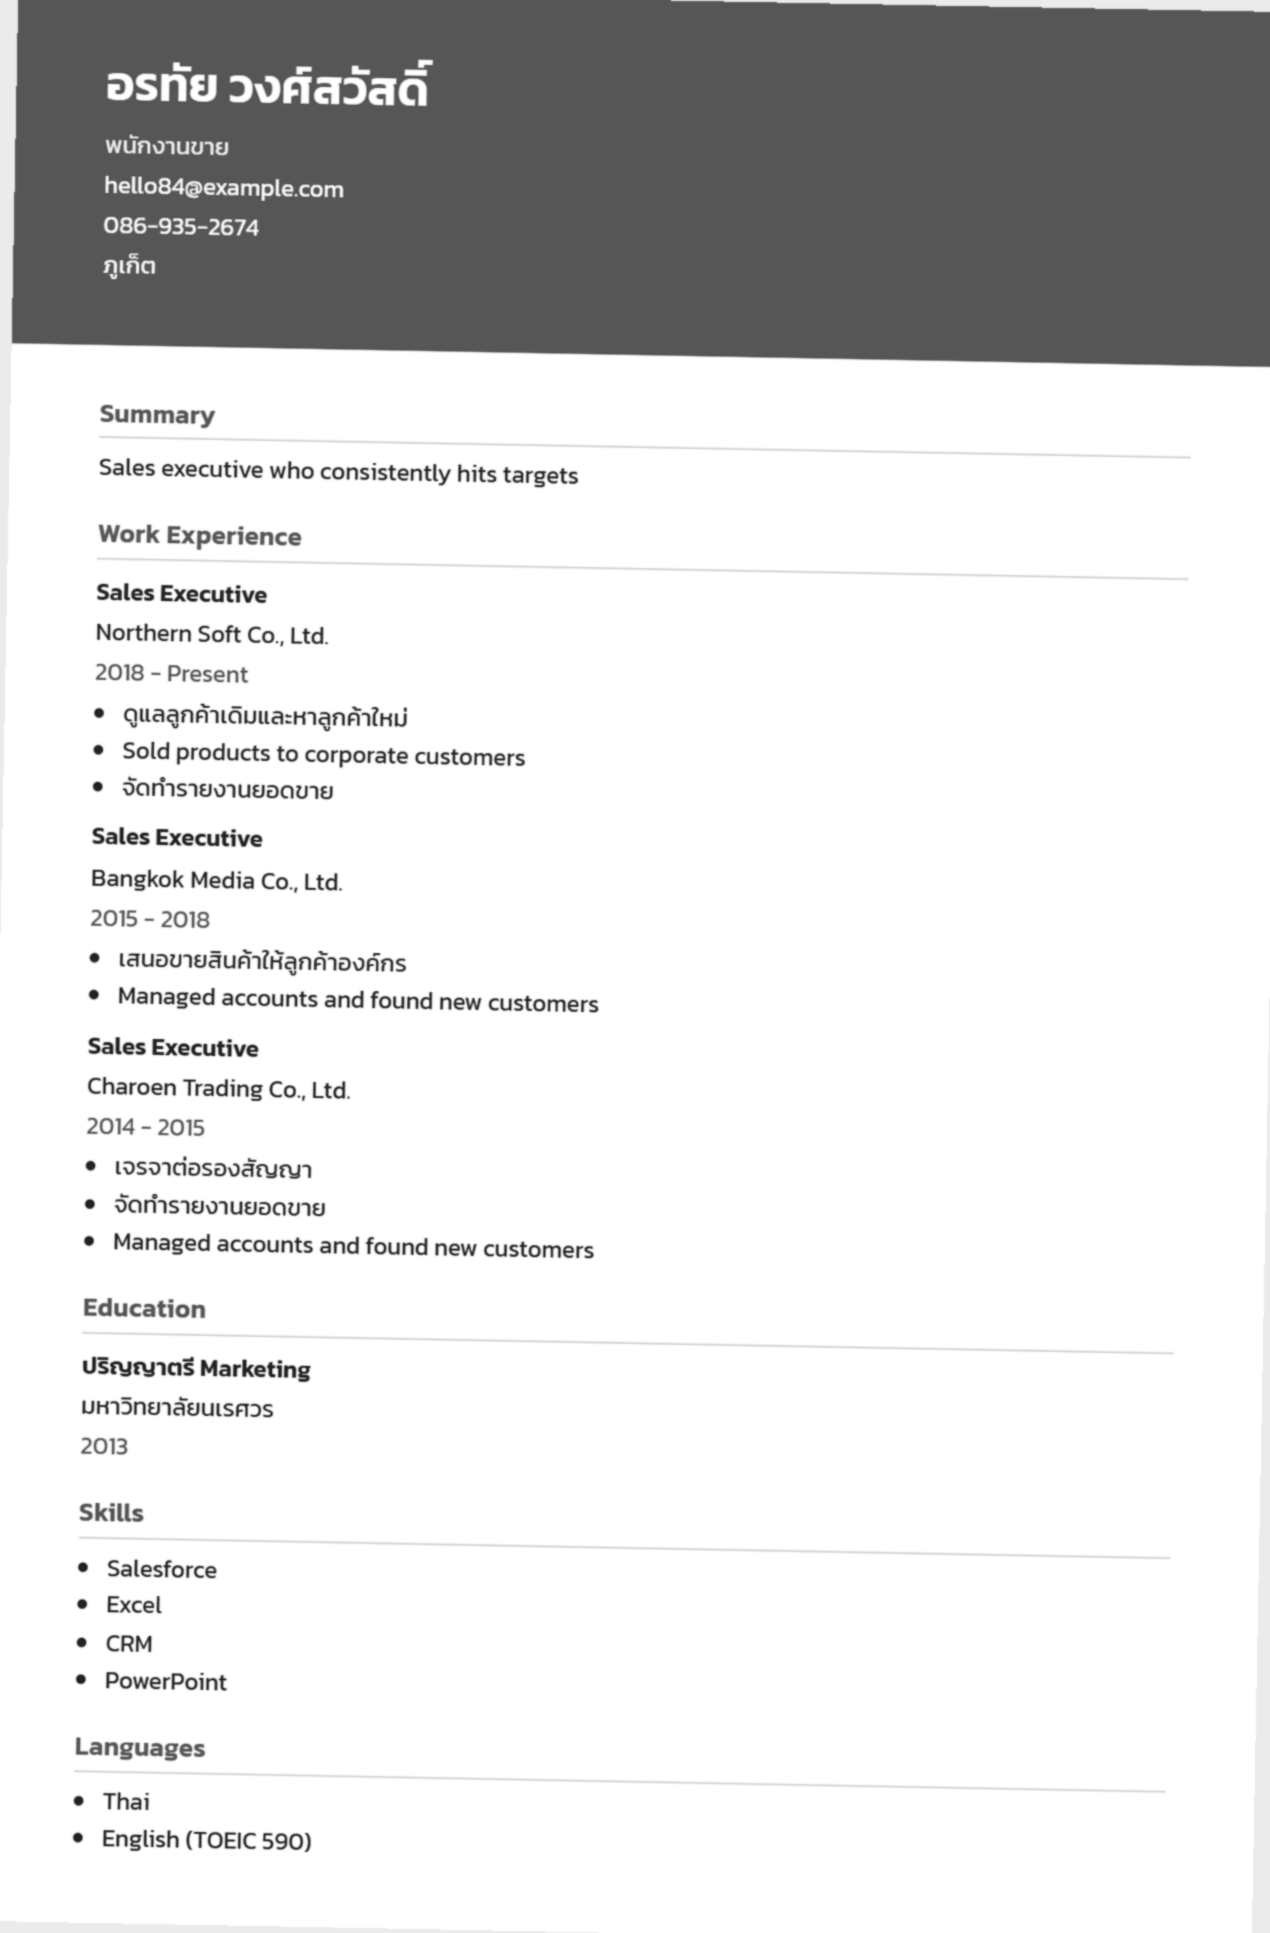 อรทัย วงศ์สวัสดิ์
พนักงานขาย
hello84@example.com
086-935-2674
ภูเก็ต
Summary
Sales executive who consistently hits targets
Work Experience
Sales Executive
Northern Soft Co., Ltd.
2018 - Present
• ดูแลลูกค้าเดิมและหาลูกค้าใหม่
• Sold products to corporate customers
• จัดทำรายงานยอดขาย
Sales Executive
Bangkok Media Co., Ltd.
2015 - 2018
• เสนอขายสินค้าให้ลูกค้าองค์กร
• Managed accounts and found new customers
Sales Executive
Charoen Trading Co., Ltd.
2014 - 2015
• เจรจาต่อรองสัญญา
• จัดทำรายงานยอดขาย
• Managed accounts and found new customers
Education
ปริญญาตรี Marketing
มหาวิทยาลัยนเรศวร
2013
Skills
• Salesforce
• Excel
• CRM
• PowerPoint
Languages
• Thai
• English (TOEIC 590)